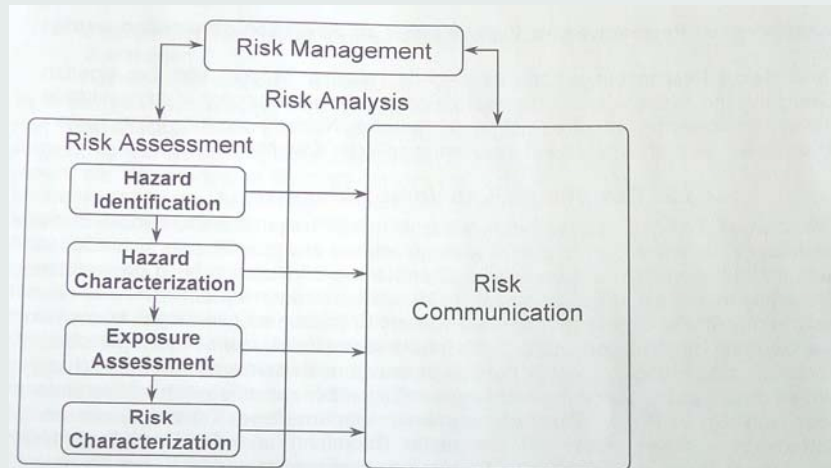 Risk Management
Risk Analysis
Risk Assessment
Hazard
Identification
Hazard
Characterization
Exposure
Assessment
Risk
Characterization
Risk
Communication